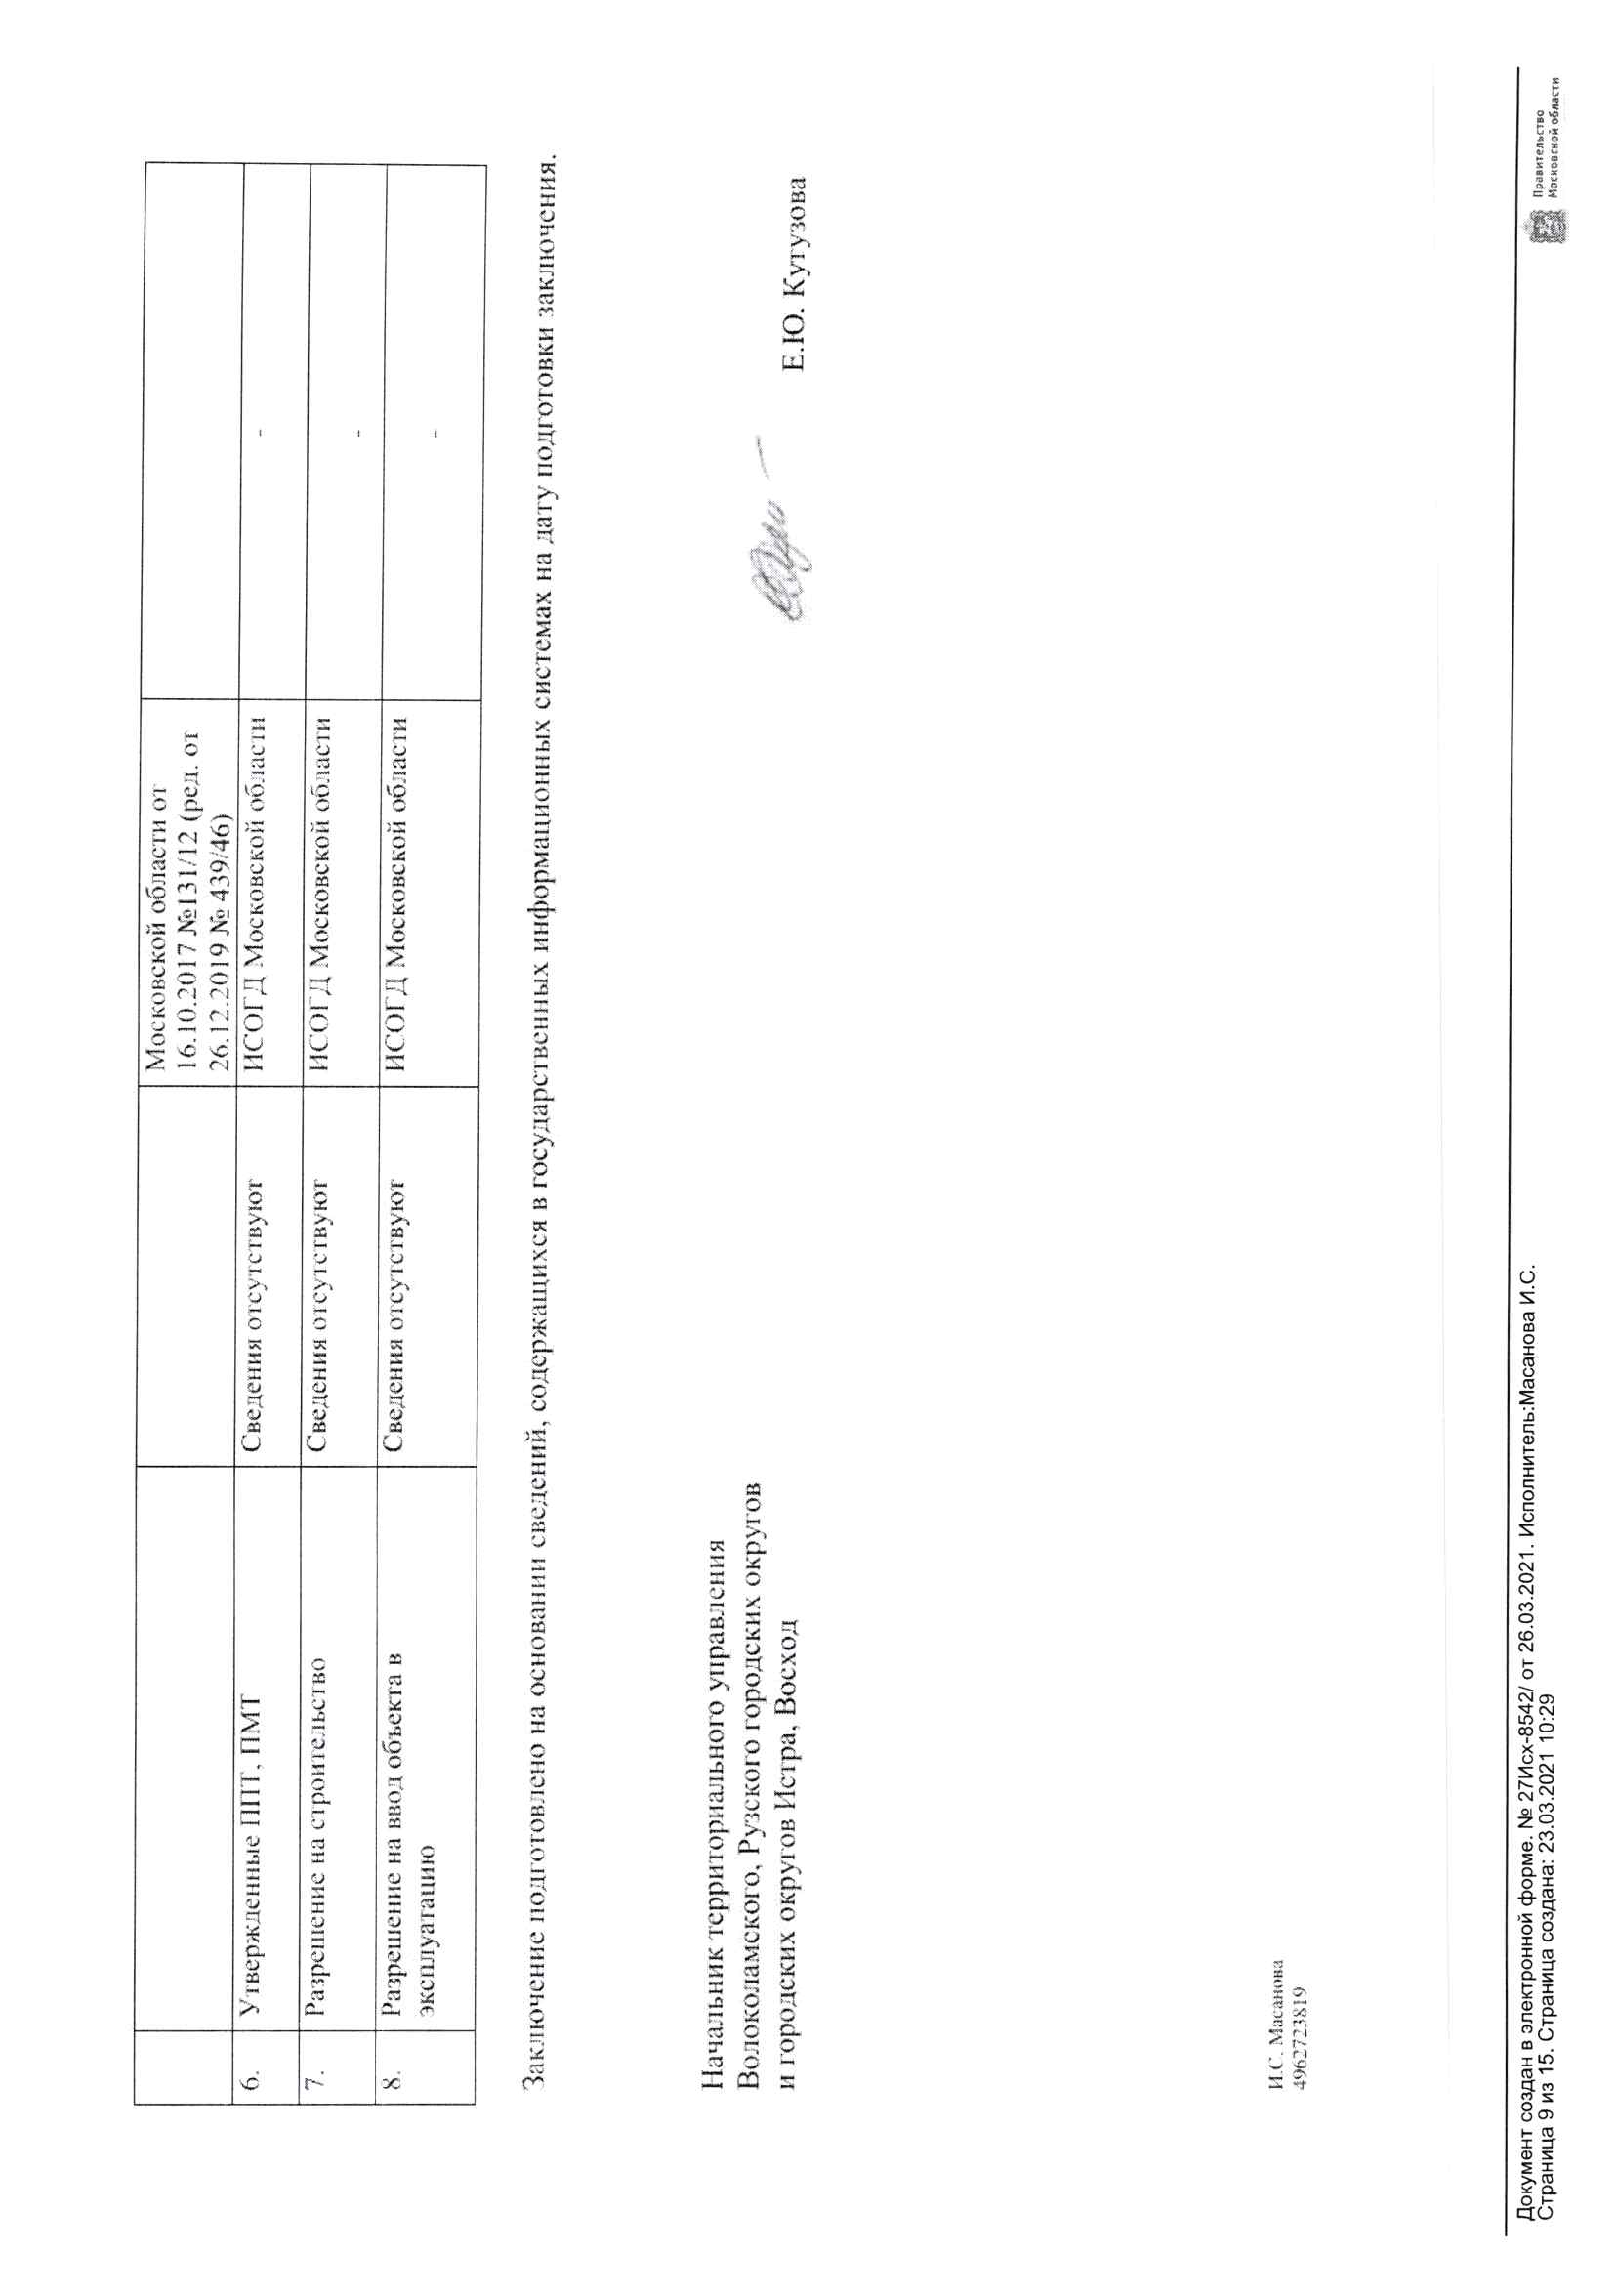 Московской области от
16.10.2017 №131/12 (ред. от
26.12.2019 № 439/46)
6. Утвержденные ППТ, ПМТ Сведения отсутствуют ИСОГД Московской области -
7. Разрешение на строительство Сведения отсутствуют ИСОГД Московской области -
8. Разрешение на ввод объекта в Сведения отсутствуют ИСОГД Московской области -
эксплуатацию
Заключение подготовлено на основании сведений, содержащихся в государственных информационных системах на дату подготовки заключения.
Начальник территориального управления
Волоколамского, Рузского городских округов
и городских округов Истра, Восход Е.Ю. Кутузова
И.С. Масанова
4962723819
Документ создан в электронной форме. № 27Исх-8542/ от 26.03.2021. Исполнитель:Масанова И.С.
Страница 9 из 15. Страница создана: 23.03.2021 10:29
Правительство
Московской области